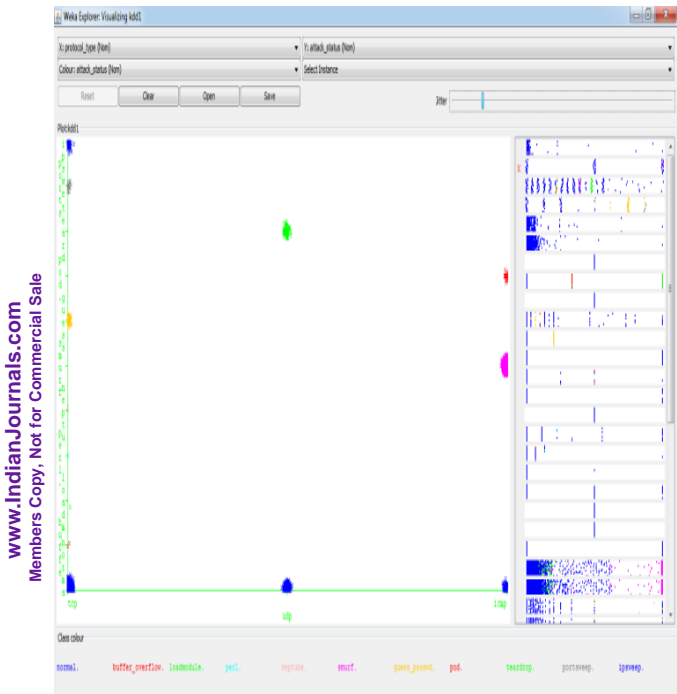 Weka Explorer: Visualizing kdd1
X: protocol_type (Nom)
Y: attack_status (Nom)
Colour: attack_status (Nom)
Select Instance
Reset
Clear
Open
Save
Jitter
Plot:kdd1
tcp
udp
icmp
Class colour
normal. buffer_overflow. loadmodule. perl. neptune. smurf. guess_passwd. pod. teardrop. portsweep. ipsweep.
www.IndianJournals.com
Members Copy, Not for Commercial Sale